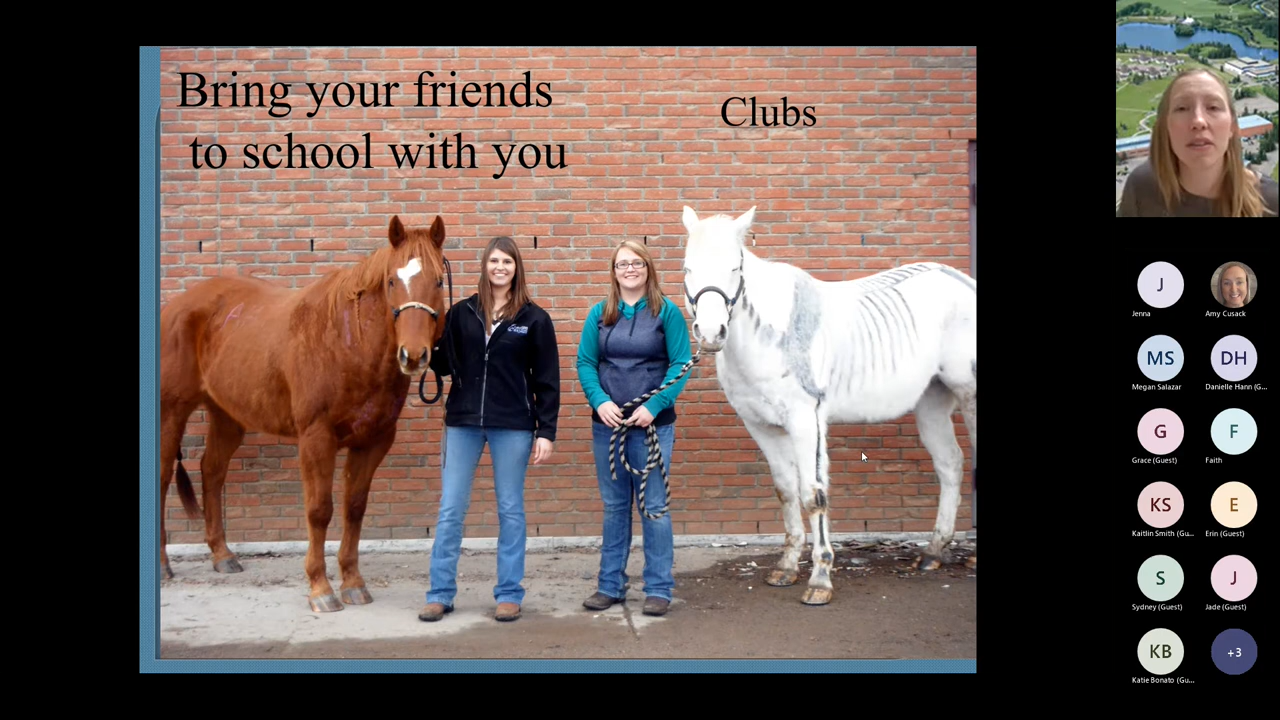 Bring your friends
to school with you
Clubs
J
Jenna
Amy Cusack
MS
Megan Salazar
DH
Danielle Hann (G...
G
Grace (Guest)
F
Faith
KS
Kaitlin Smith (Gu...
E
Erin (Guest)
S
Sydney (Guest)
J
Jade (Guest)
KB
Katie Bonato (Gu...
+3